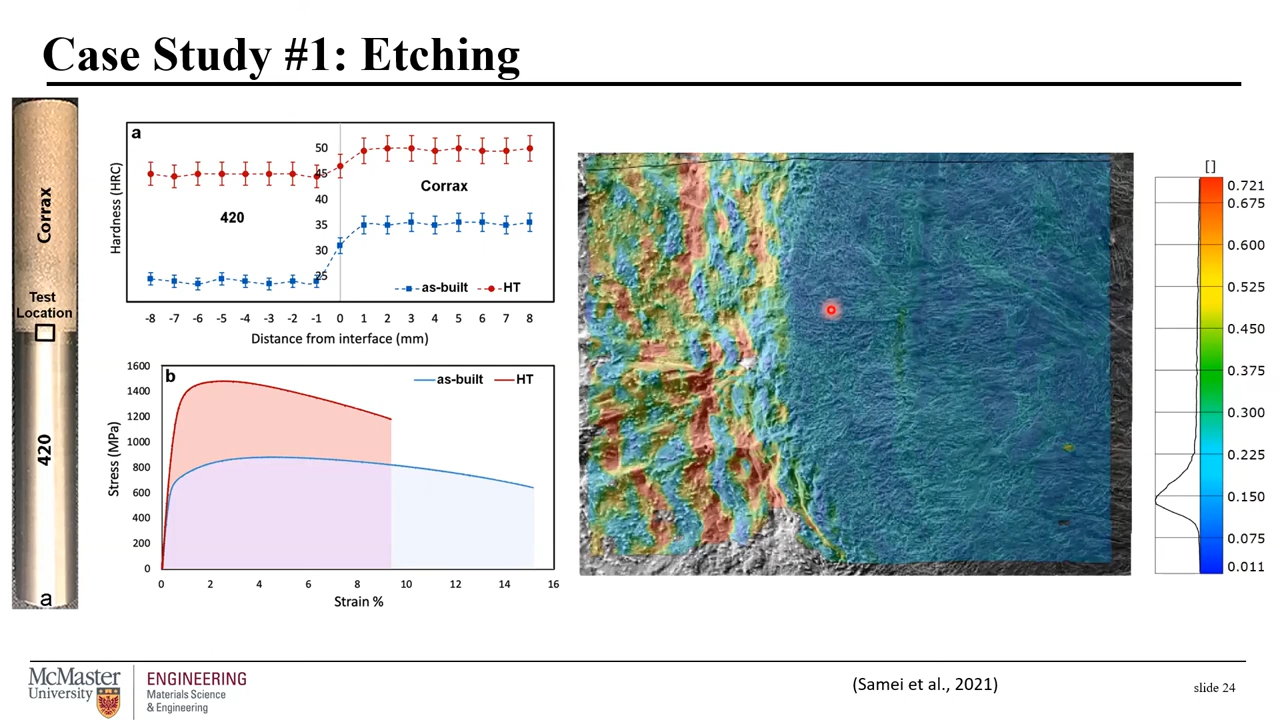 Case Study #1: Etching
Corrax
Test
Location
420
a
a
Hardness (HRC)
50
45
40
35
30
25
420
Corrax
as-built
HT
-8 -7 -6 -5 -4 -3 -2 -1 0 1 2 3 4 5 6 7 8
Distance from interface (mm)
b
as-built
HT
Stress (MPa)
1600
1400
1200
1000
800
600
400
200
0
0 2 4 6 8 10 12 14 16
Strain %
[]
0.721
0.675
0.600
0.525
0.450
0.375
0.300
0.225
0.150
0.075
0.011
McMaster
University
ENGINEERING
Materials Science
& Engineering
(Samei et al., 2021)
slide 24